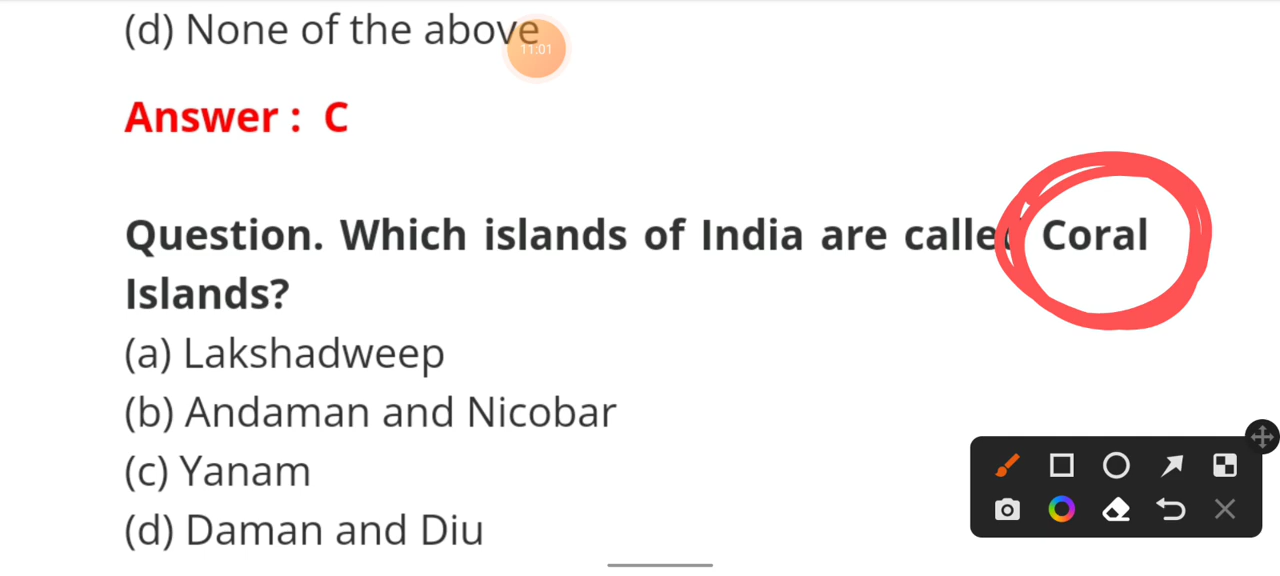 (d) None of the above
11:01
Answer : C
Question. Which islands of India are called Coral
Islands?
(a) Lakshadweep
(b) Andaman and Nicobar
(c) Yanam
(d) Daman and Diu